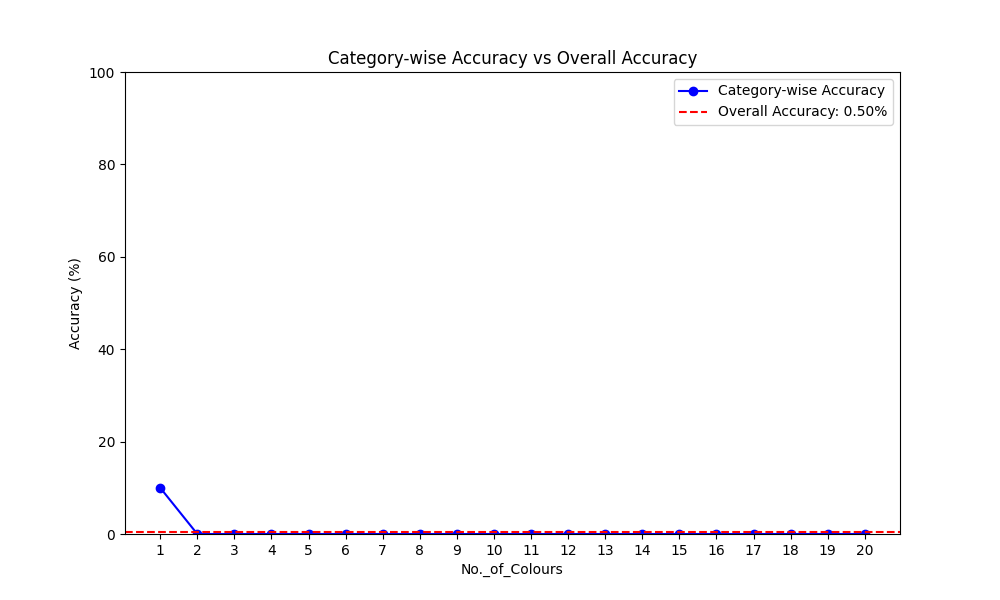 Category-wise Accuracy vs Overall Accuracy
Category-wise Accuracy
Overall Accuracy: 0.50%
Accuracy (%)
100
80
60
40
20
0
1 2 3 4 5 6 7 8 9 10 11 12 13 14 15 16 17 18 19 20
No._of_Colours